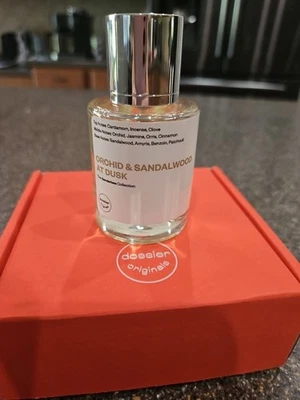 Top Notes: Cardamom, Incense, Clove
Middle Notes: Orchid, Jasmine, Orris, Cinnamon
Base Notes: Sandalwood, Amyris, Benzoin, Patchouli
ORCHID & SANDALWOOD
AT DUSK
Collection
dossier
originals